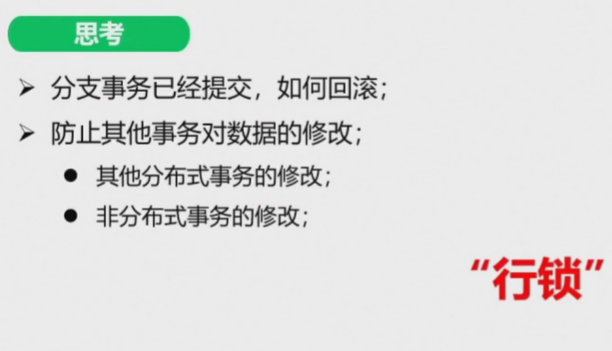 思考
➢ 分支事务已经提交，如何回滚；
➢ 防止其他事务对数据的修改；
● 其他分布式事务的修改；
● 非分布式事务的修改；
“行锁”